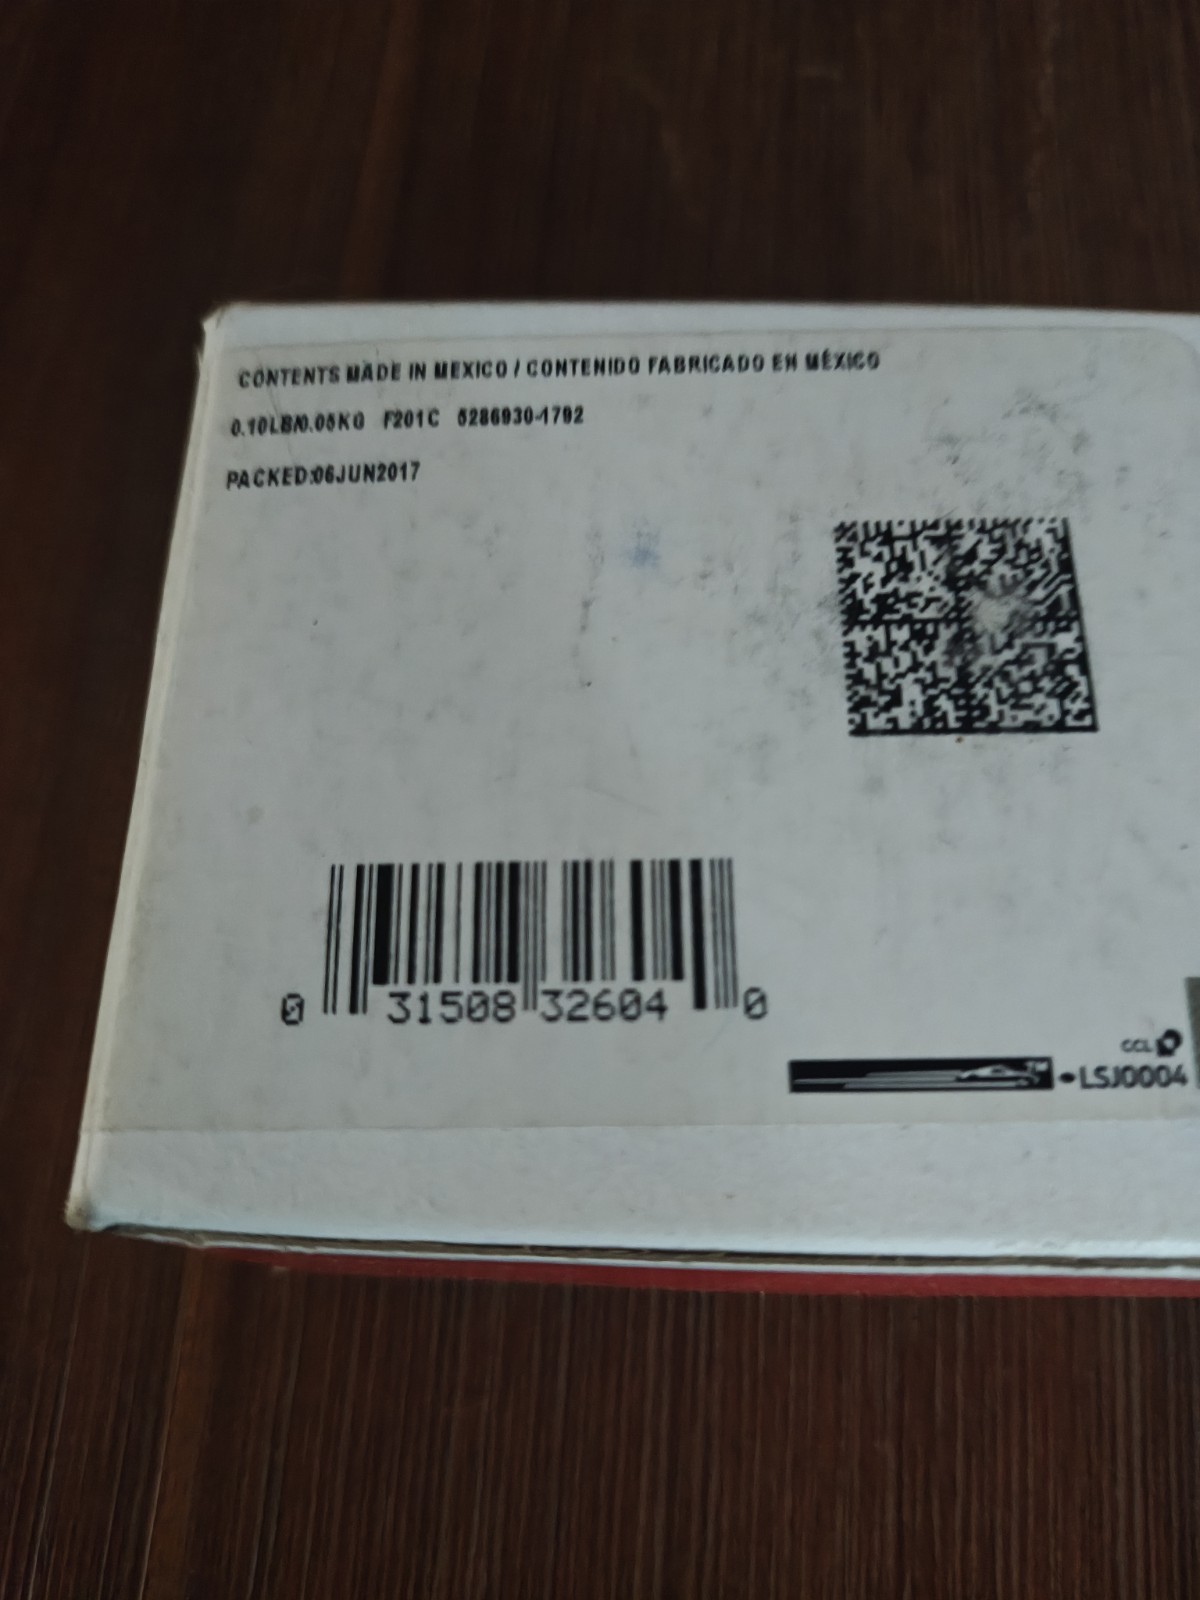 CONTENTS MADE IN MEXICO / CONTENIDO FABRICADO EN MÉXICO
0.10LB/0.05KG F201C 5286930-1792
PACKED:06JUN2017
0 31508 32604 0
CCL
-LSJ0004